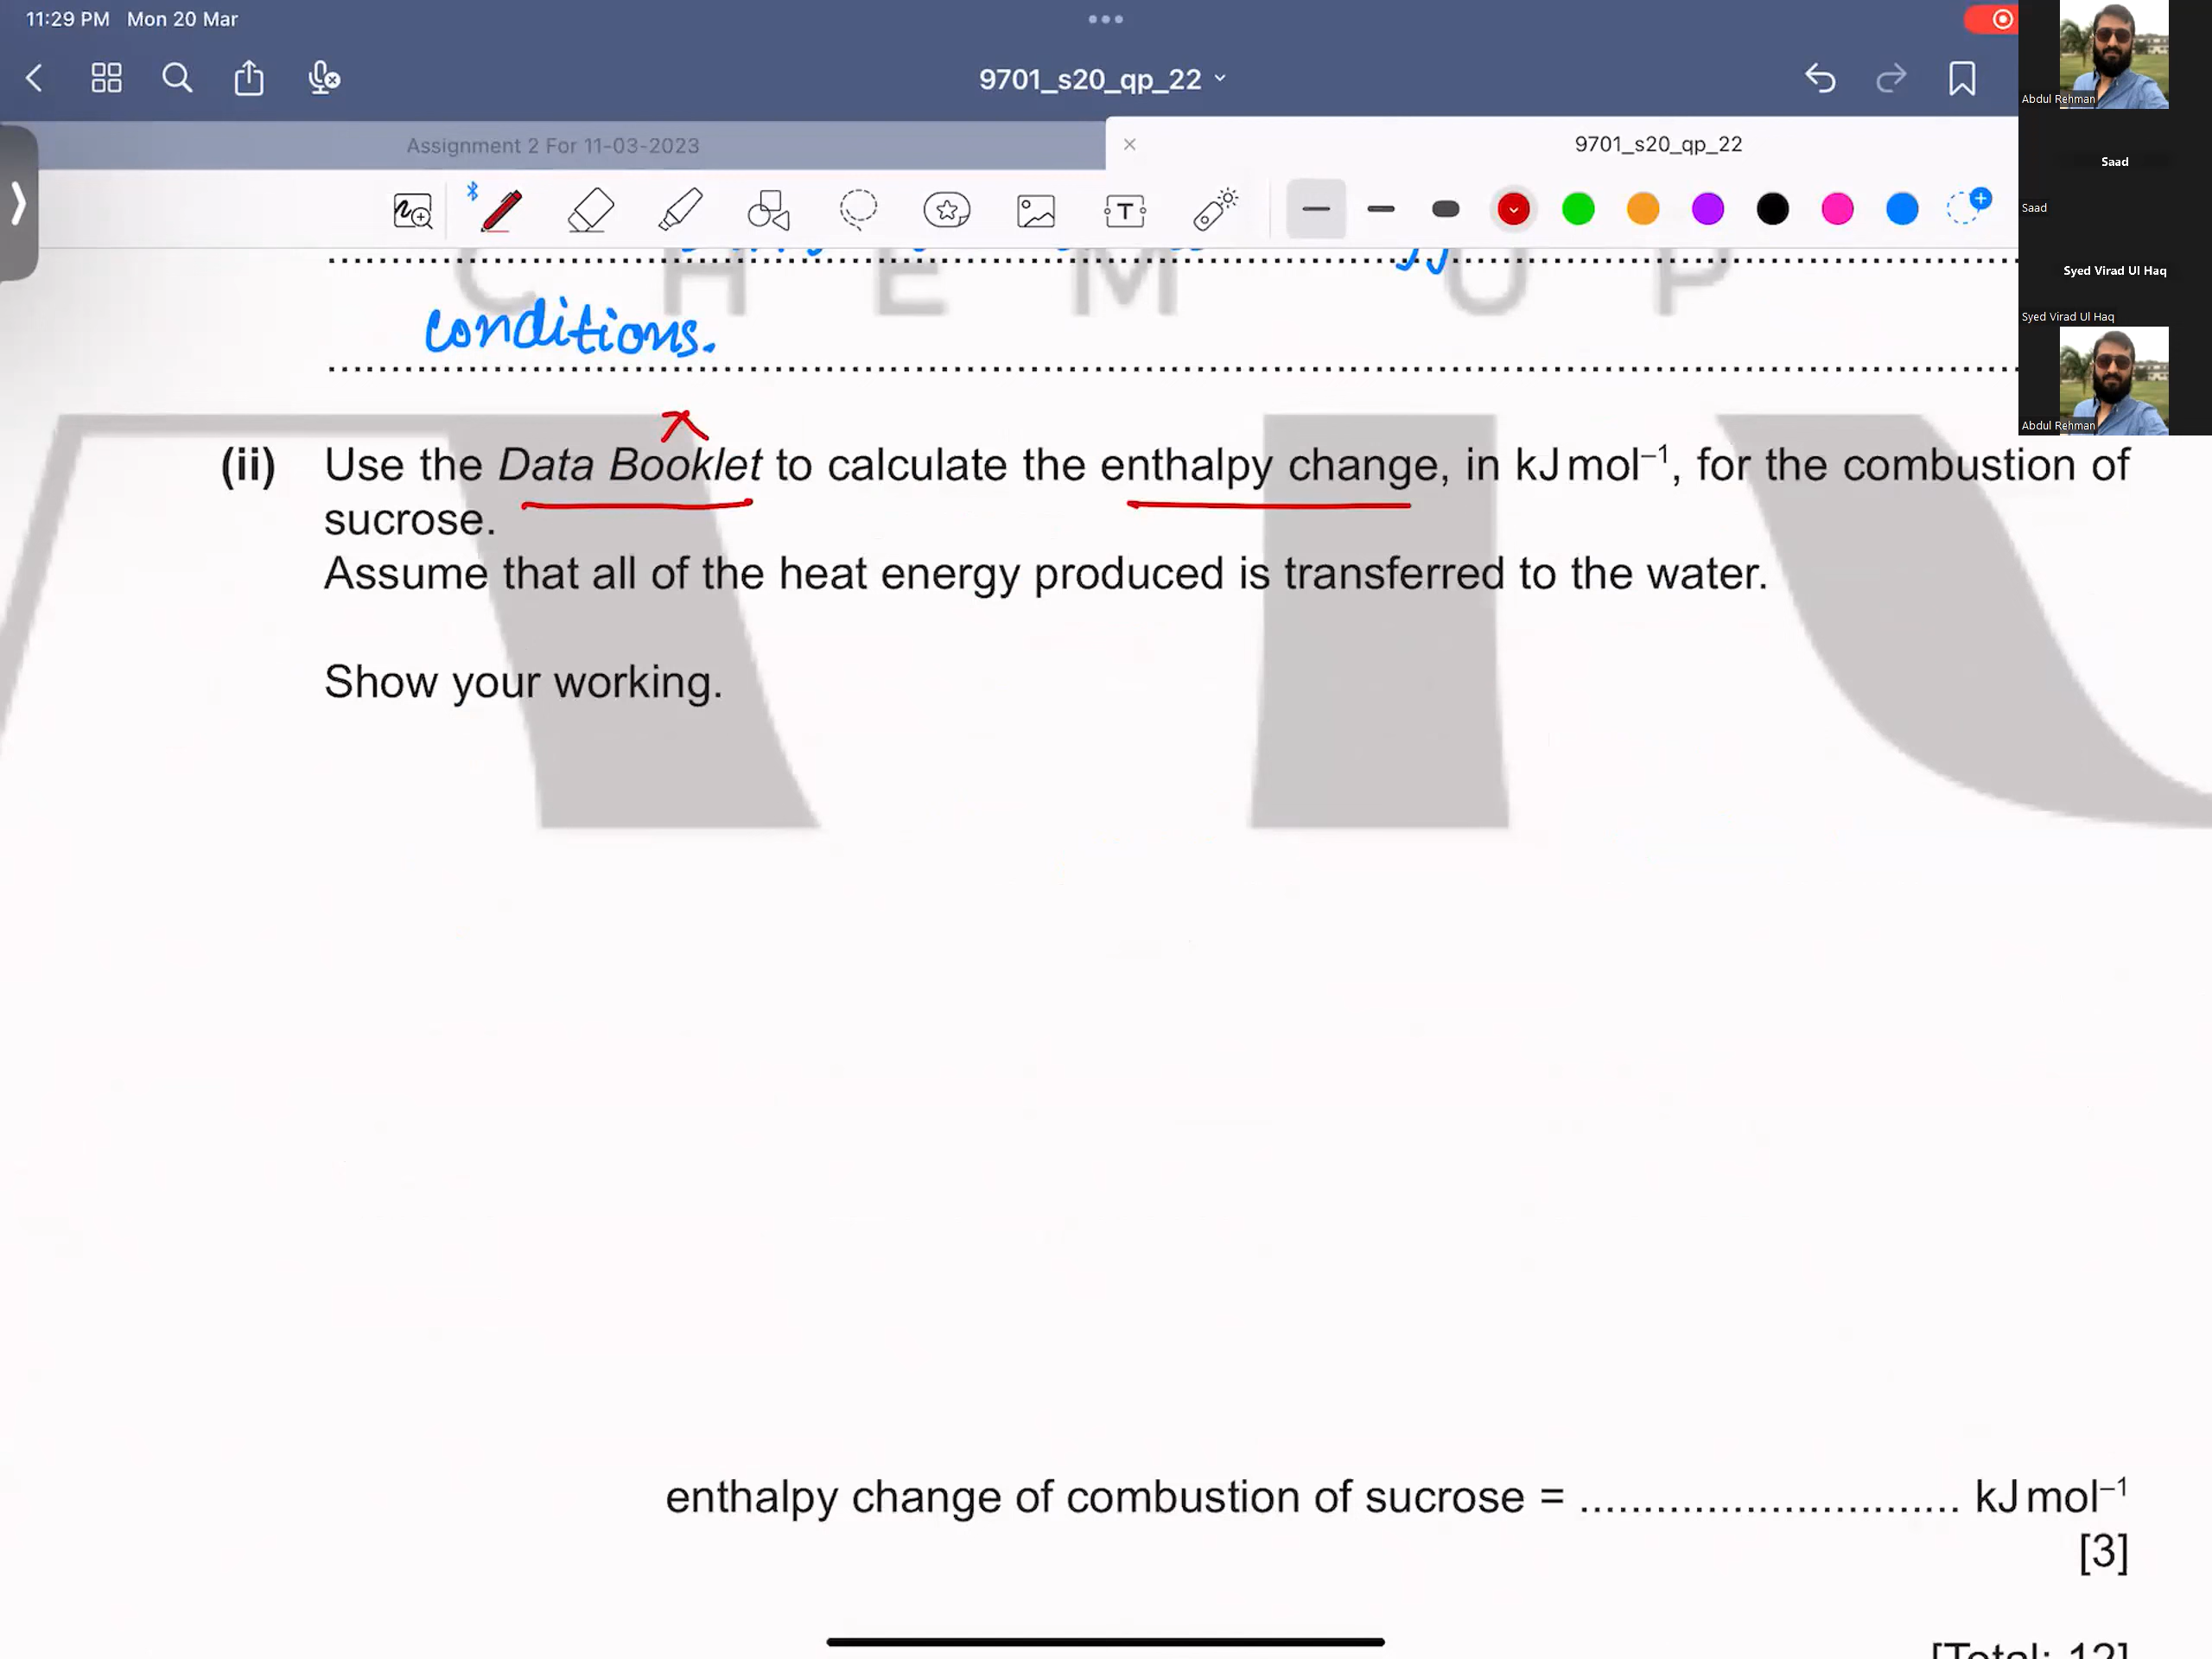 11:29 PM Mon 20 Mar
9701_s20_qp_22
Assignment 2 For 11-03-2023
9701_s20_qp_22
Abdul Rehman
Saad
Saad
Syed Virad Ul Haq
Syed Virad Ul Haq
Abdul Rehman
C H E M U P
conditions.
(ii) Use the Data Booklet to calculate the enthalpy change, in kJ mol⁻¹, for the combustion of
sucrose.
Assume that all of the heat energy produced is transferred to the water.
Show your working.
enthalpy change of combustion of sucrose = .............................. kJ mol⁻¹
[3]
[Total: 12]